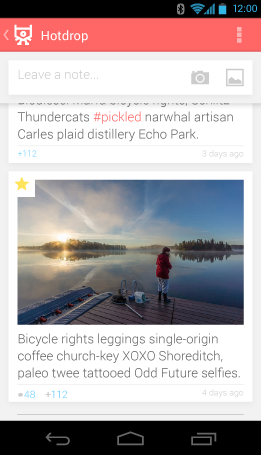 12:00
Hotdrop
Leave a note...
Thundercats #pickled narwhal artisan
Carles plaid distillery Echo Park.
+112
3 days ago
Bicycle rights leggings single-origin
coffee church-key XOXO Shoreditch,
paleo twee tattooed Odd Future selfies.
48 +112
4 days ago